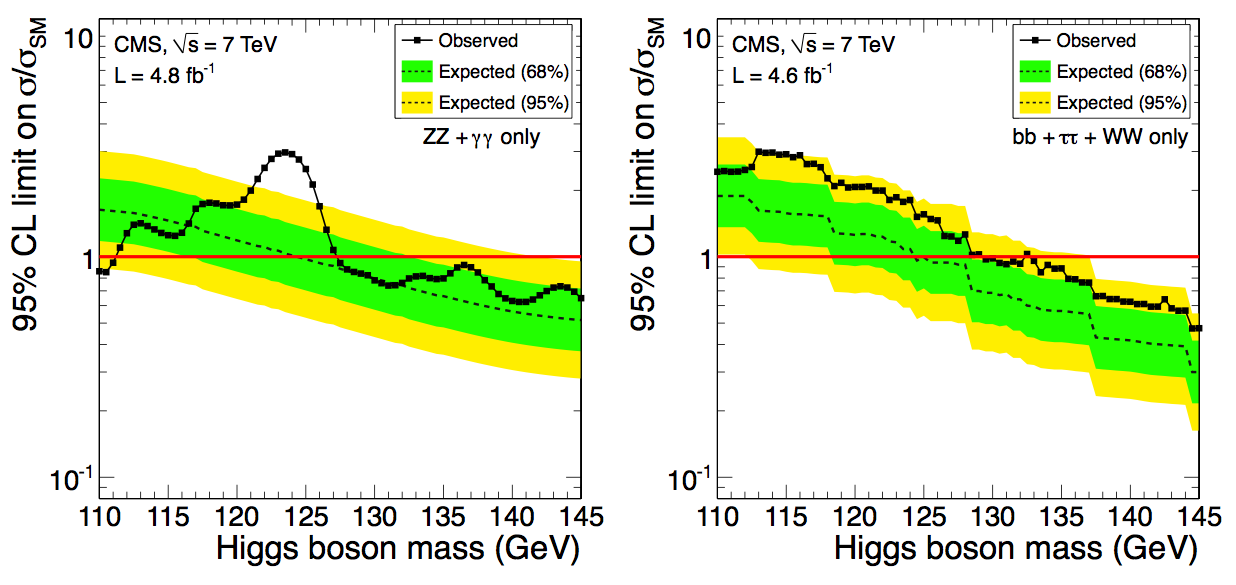 95% CL limit on σ/σSM
10
1
10⁻¹
CMS, √s = 7 TeV
L = 4.8 fb⁻¹
Observed
Expected (68%)
Expected (95%)
ZZ + γγ only
110 115 120 125 130 135 140 145
Higgs boson mass (GeV)
95% CL limit on σ/σSM
10
1
10⁻¹
CMS, √s = 7 TeV
L = 4.6 fb⁻¹
Observed
Expected (68%)
Expected (95%)
bb + ττ + WW only
110 115 120 125 130 135 140 145
Higgs boson mass (GeV)